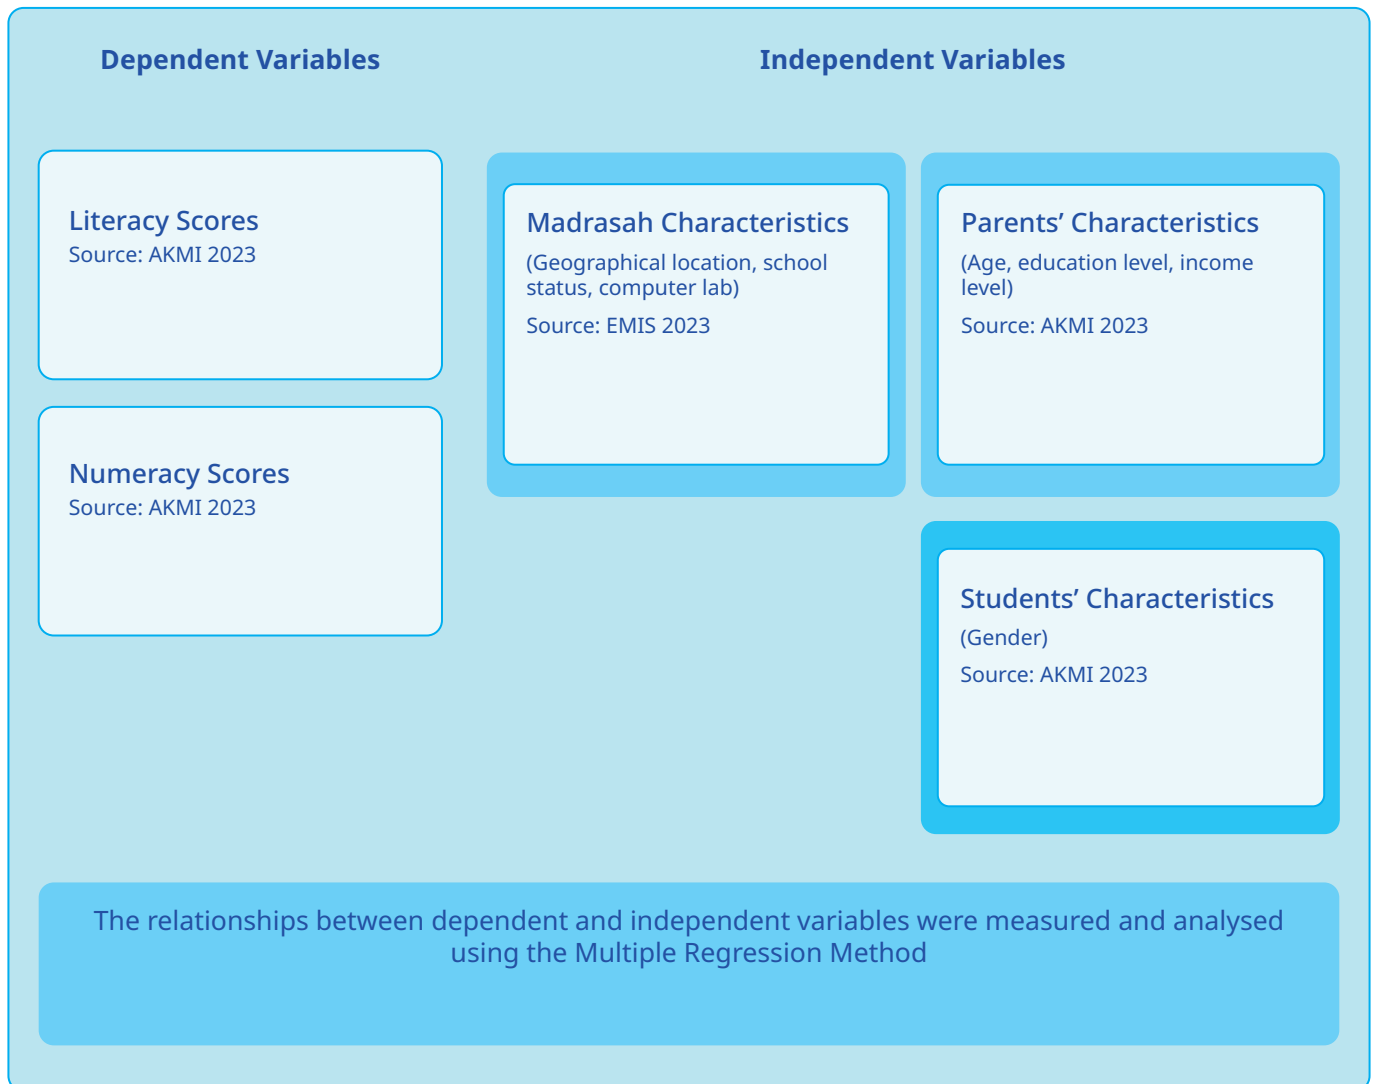 Dependent Variables
Independent Variables
Literacy Scores
Source: AKMI 2023
Numeracy Scores
Source: AKMI 2023
Madrasah Characteristics
(Geographical location, school
status, computer lab)
Source: EMIS 2023
Parents’ Characteristics
(Age, education level, income
level)
Source: AKMI 2023
Students’ Characteristics
(Gender)
Source: AKMI 2023
The relationships between dependent and independent variables were measured and analysed
using the Multiple Regression Method